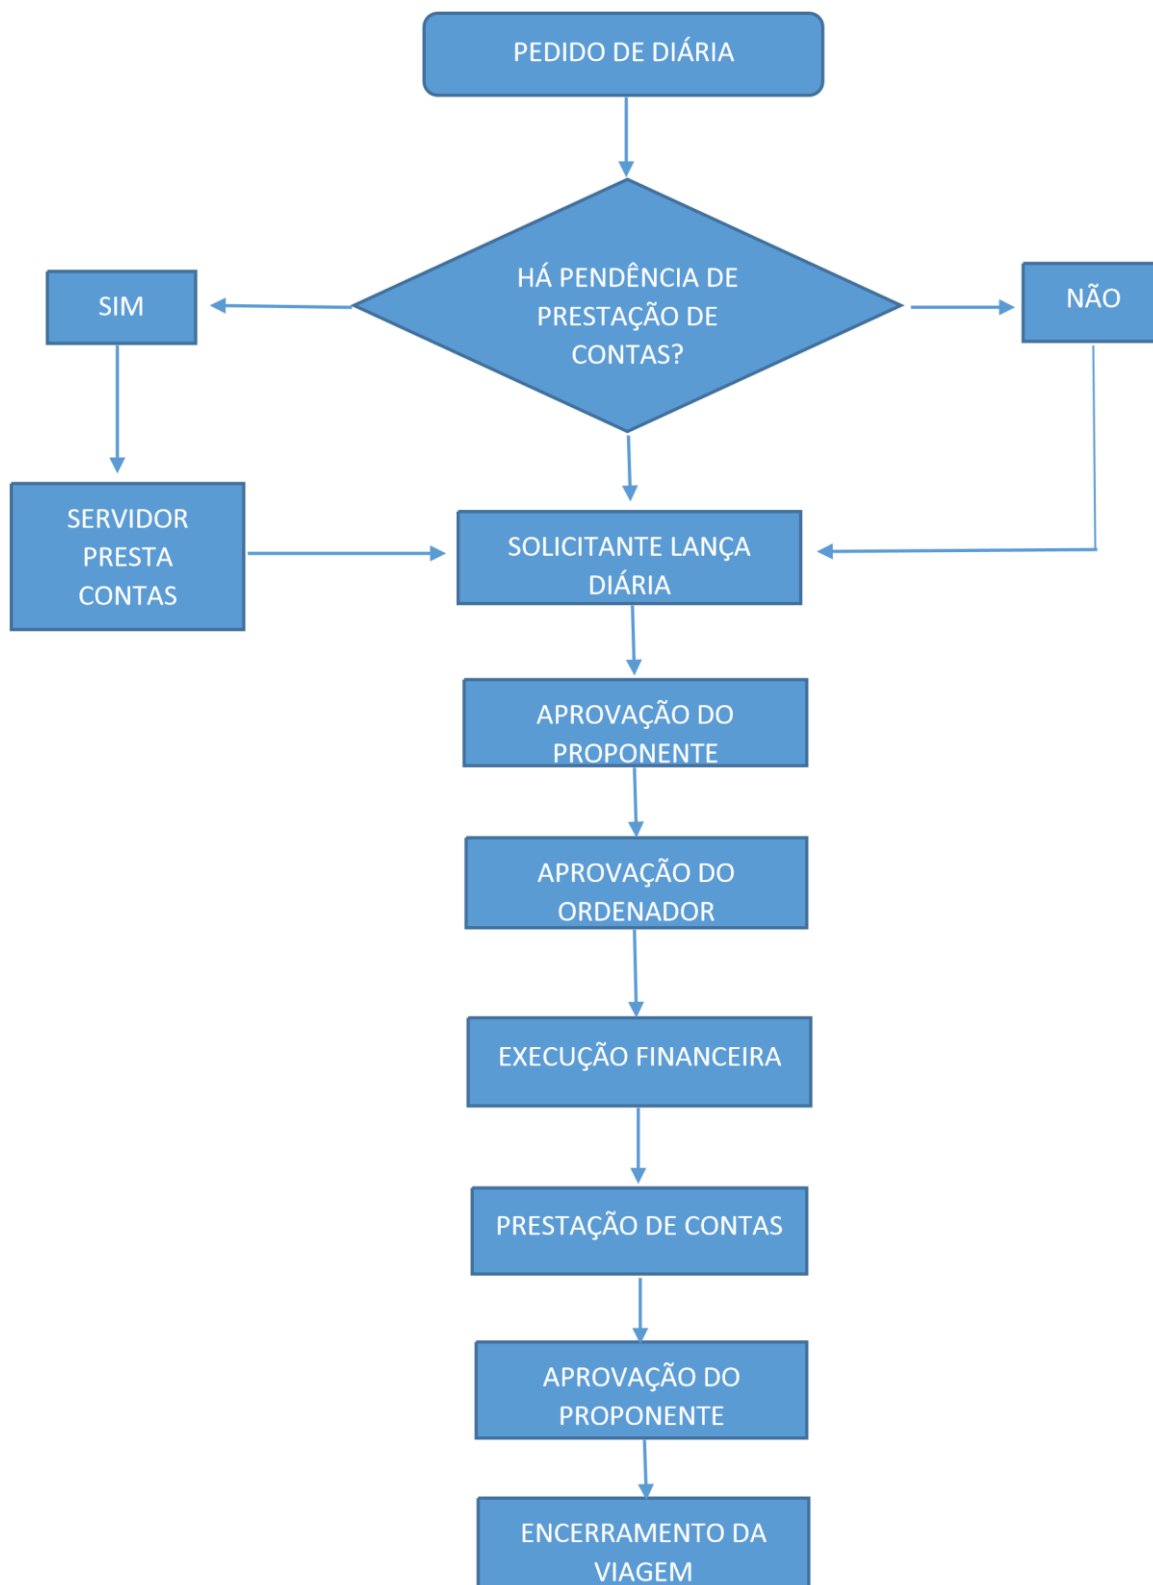 PEDIDO DE DIÁRIA
HÁ PENDÊNCIA DE
PRESTAÇÃO DE
CONTAS?
SIM
NÃO
SERVIDOR
PRESTA
CONTAS
SOLICITANTE LANÇA
DIÁRIA
APROVAÇÃO DO
PROPONENTE
APROVAÇÃO DO
ORDENADOR
EXECUÇÃO FINANCEIRA
PRESTAÇÃO DE CONTAS
APROVAÇÃO DO
PROPONENTE
ENCERRAMENTO DA
VIAGEM